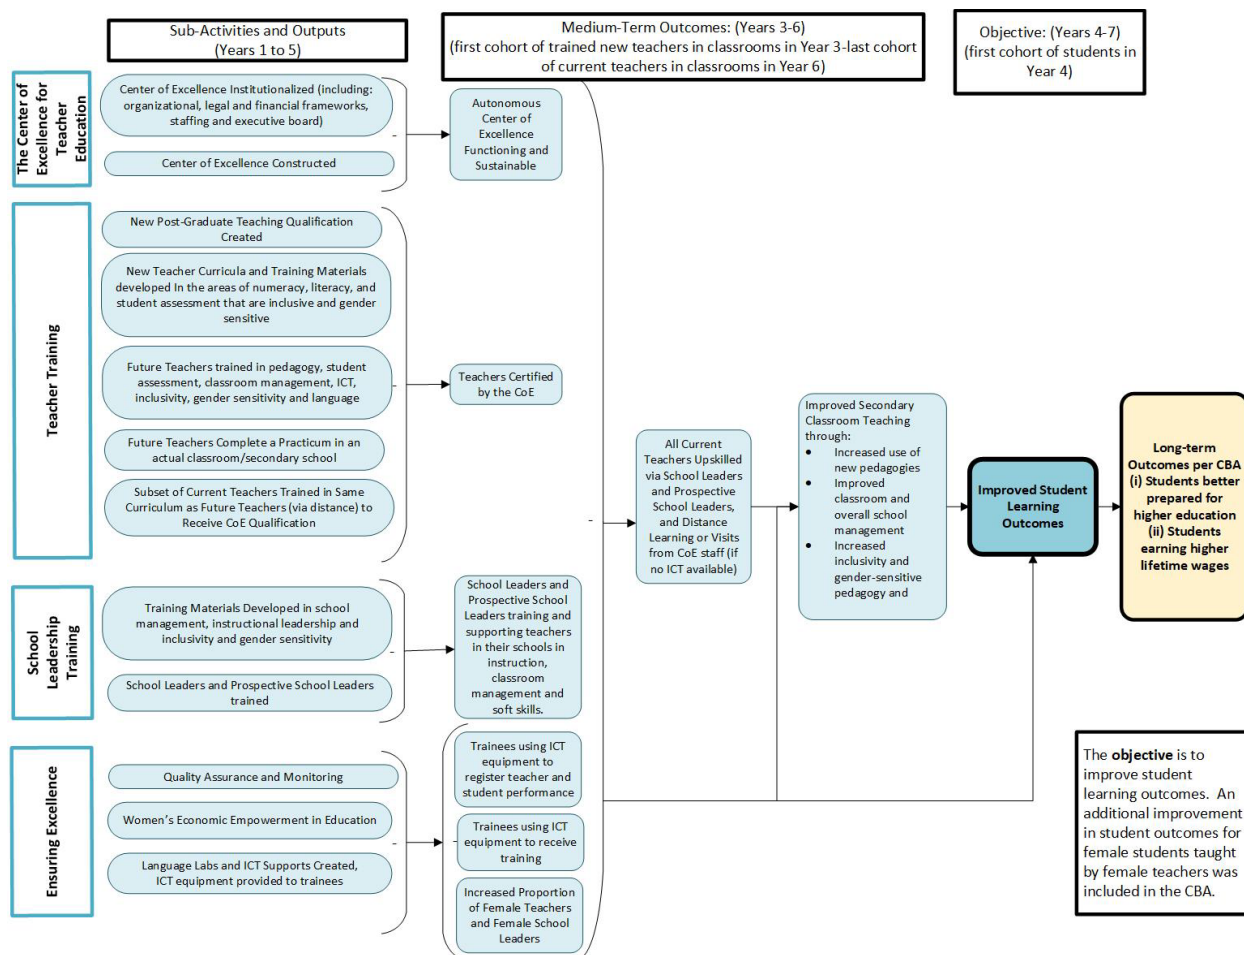 Sub-Activities and Outputs
(Years 1 to 5)
Medium-Term Outcomes: (Years 3-6)
(first cohort of trained new teachers in classrooms in Year 3-last cohort
of current teachers in classrooms in Year 6)
Objective: (Years 4-7)
(first cohort of students in
Year 4)
The Center of
Excellence for
Teacher
Education
Center of Excellence Institutionalized (including:
organizational, legal and financial frameworks,
staffing and executive board)
Center of Excellence Constructed
Autonomous
Center of
Excellence
Functioning and
Sustainable
Teacher Training
New Post-Graduate Teaching Qualification
Created
New Teacher Curricula and Training Materials
developed In the areas of numeracy, literacy, and
student assessment that are inclusive and gender
sensitive
Future Teachers trained in pedagogy, student
assessment, classroom management, ICT,
inclusivity, gender sensitivity and language
Future Teachers Complete a Practicum in an
actual classroom/secondary school
Subset of Current Teachers Trained in Same
Curriculum as Future Teachers (via distance) to
Receive CoE Qualification
Teachers Certified
by the CoE
School
Leadership
Training
Training Materials Developed in school
management, instructional leadership and
inclusivity and gender sensitivity
School Leaders and Prospective School Leaders
trained
School Leaders and
Prospective School
Leaders training and
supporting teachers
in their schools in
instruction,
classroom
management and
soft skills.
Ensuring Excellence
Quality Assurance and Monitoring
Women's Economic Empowerment in Education
Language Labs and ICT Supports Created,
ICT equipment provided to trainees
Trainees using ICT
equipment to
register teacher and
student performance
Trainees using ICT
equipment to receive
training
Increased Proportion
of Female Teachers
and Female School
Leaders
All Current
Teachers Upskilled
via School Leaders
and Prospective
School Leaders,
and Distance
Learning or Visits
from CoE staff (if
no ICT available)
Improved Secondary
Classroom Teaching
through:
• Increased use of
new pedagogies
• Improved
classroom and
overall school
management
• Increased
inclusivity and
gender-sensitive
pedagogy and
Improved Student
Learning
Outcomes
Long-term
Outcomes per CBA
(i) Students better
prepared for
higher education
(ii) Students
earning higher
lifetime wages
The objective is to
improve student
learning outcomes. An
additional improvement
in student outcomes for
female students taught
by female teachers was
included in the CBA.